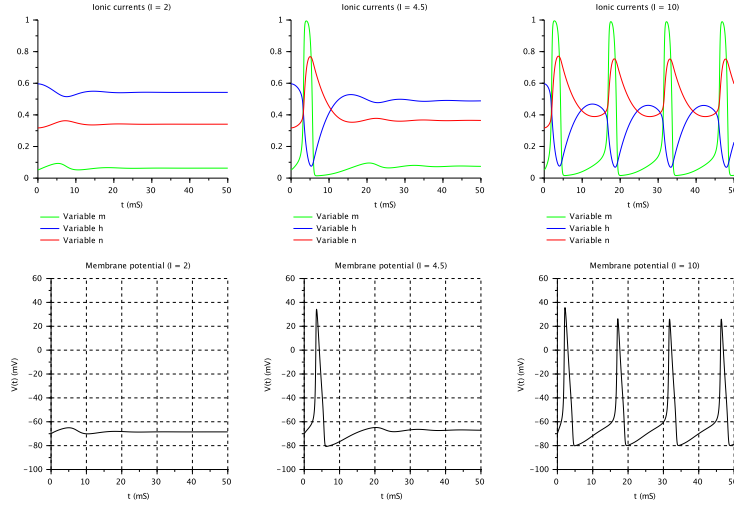 Ionic currents (I = 2)
1
0.8
0.6
0.4
0.2
0
0 10 20 30 40 50
t (mS)
Variable m
Variable h
Variable n
Ionic currents (I = 4.5)
1
0.8
0.6
0.4
0.2
0
0 10 20 30 40 50
t (mS)
Variable m
Variable h
Variable n
Ionic currents (I = 10)
1
0.8
0.6
0.4
0.2
0
0 10 20 30 40 50
t (mS)
Variable m
Variable h
Variable n
Membrane potential (I = 2)
60
40
20
0
−20
−40
−60
−80
−100
V(t) (mV)
0 10 20 30 40 50
t (mS)
Membrane potential (I = 4.5)
60
40
20
0
−20
−40
−60
−80
−100
V(t) (mV)
0 10 20 30 40 50
t (mS)
Membrane potential (I = 10)
60
40
20
0
−20
−40
−60
−80
−100
V(t) (mV)
0 10 20 30 40 50
t (mS)